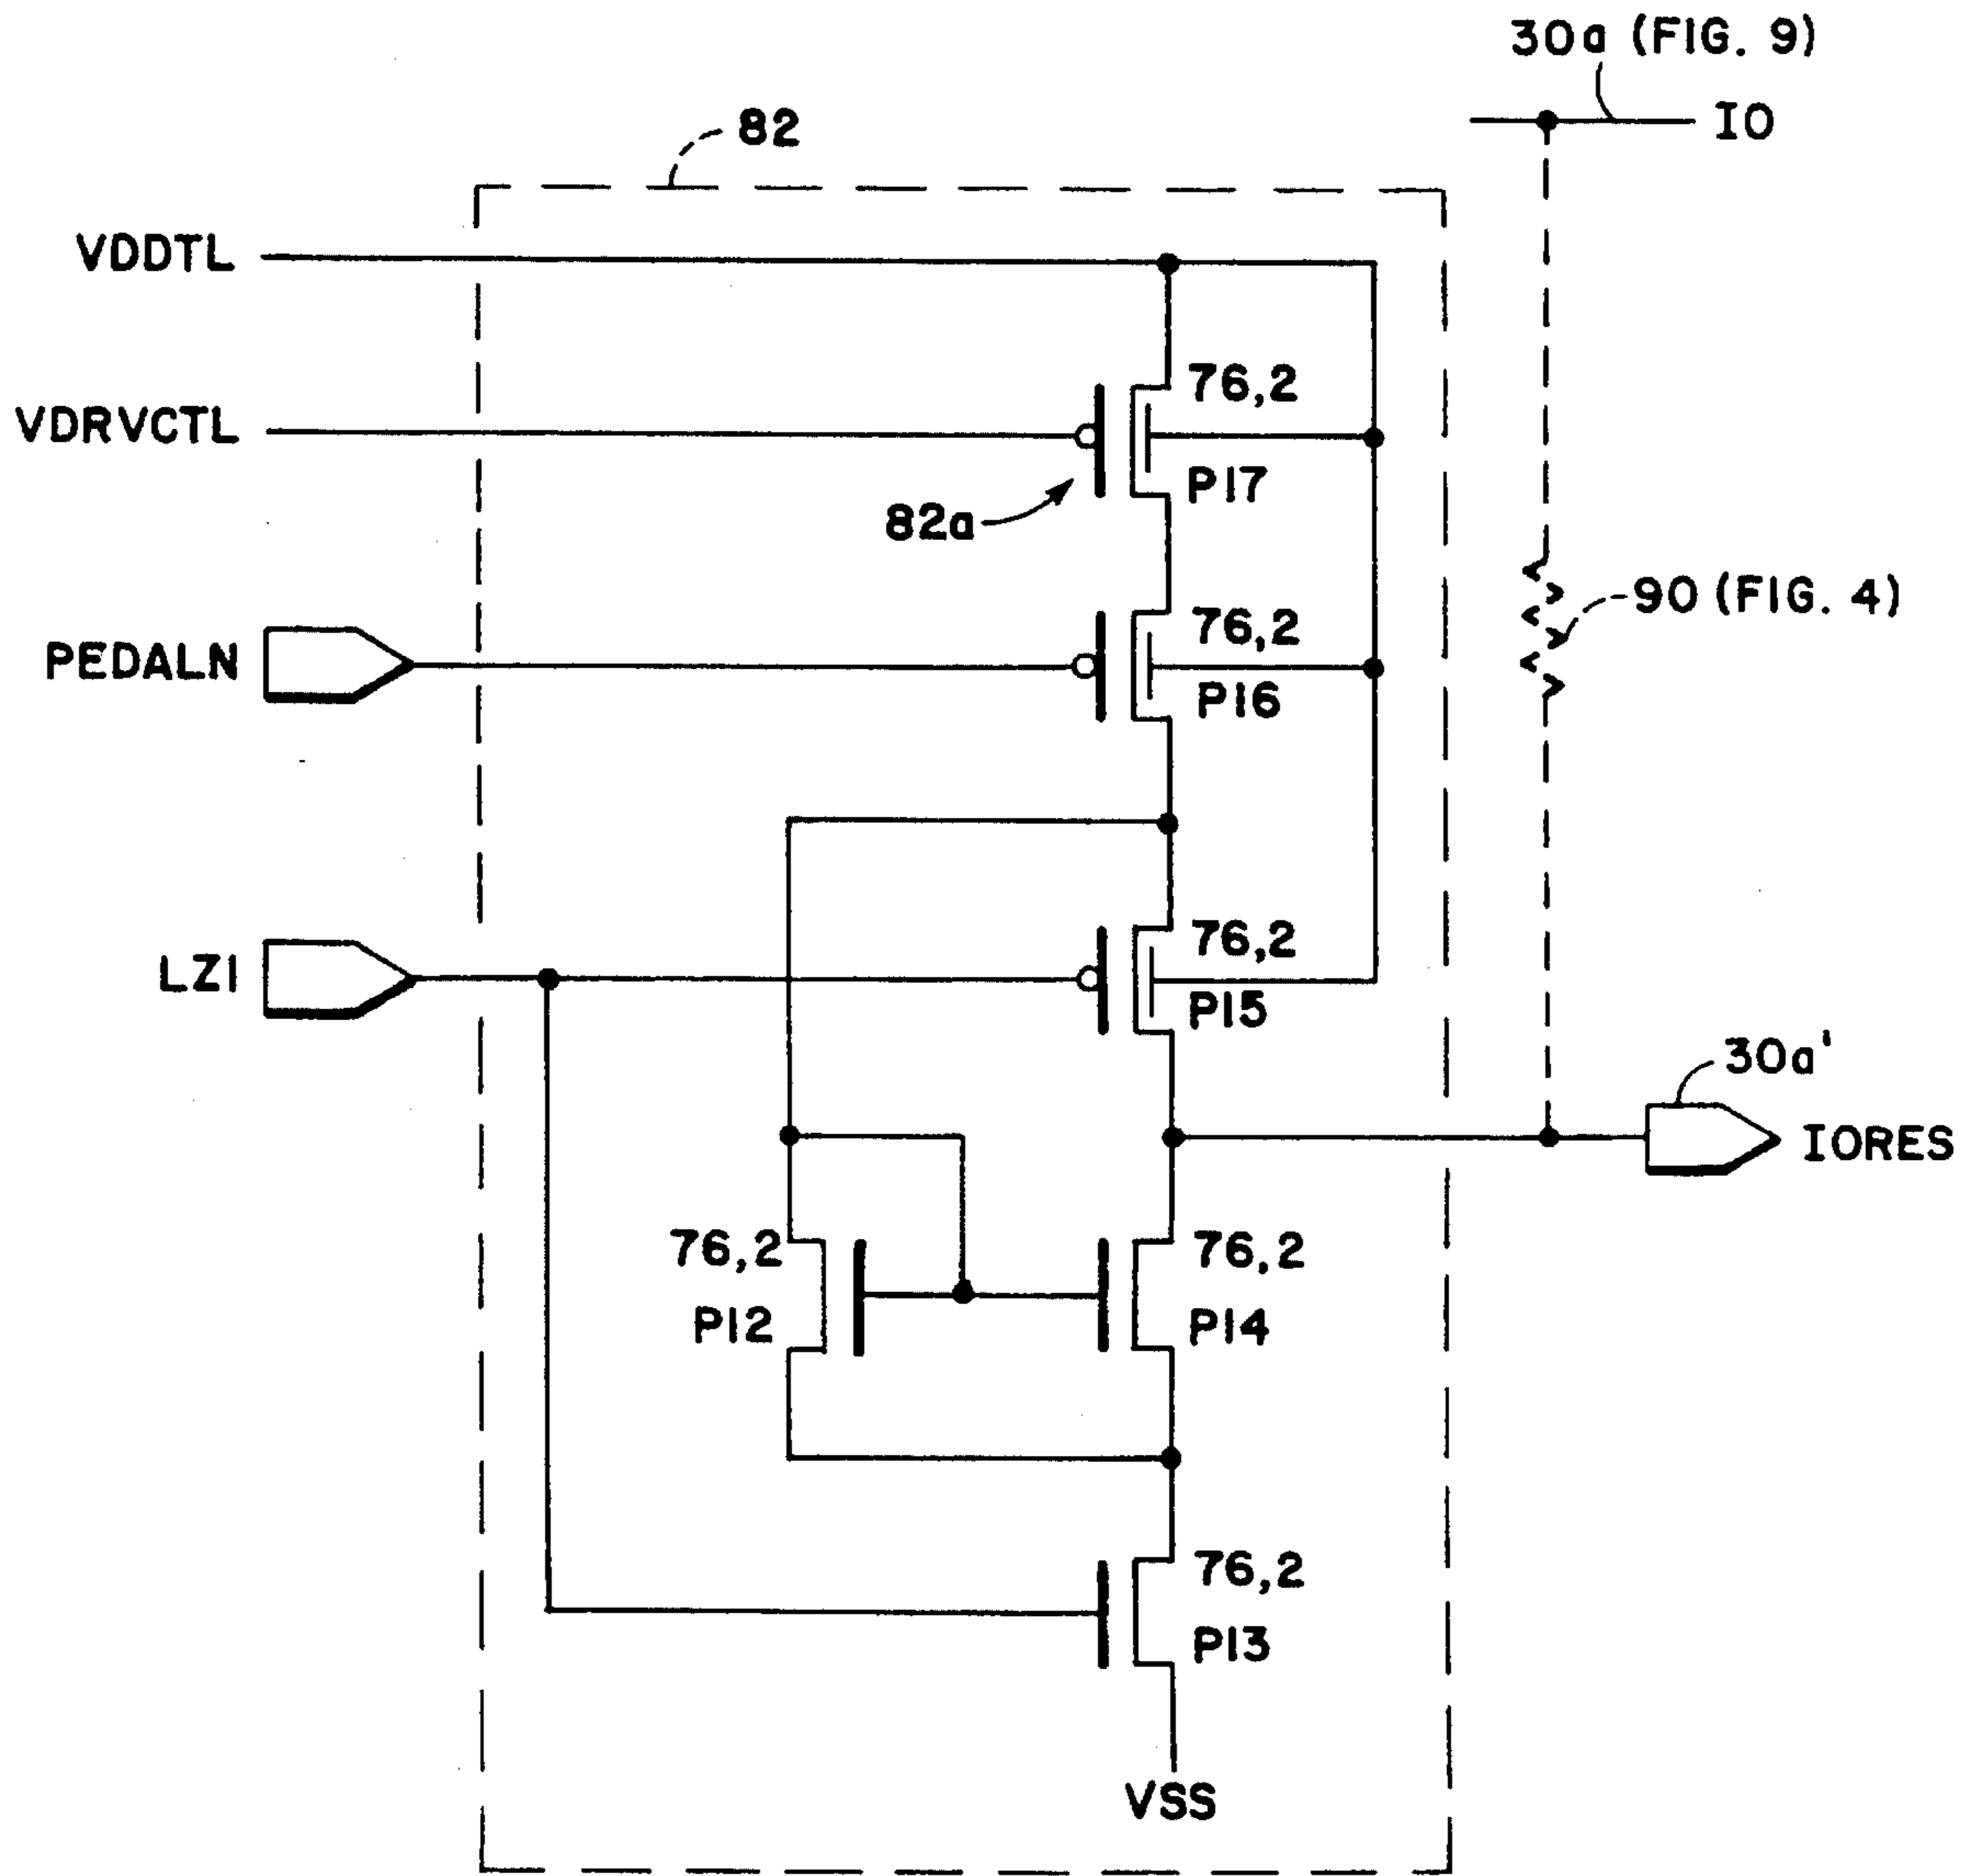 30a (FIG. 9)
IO
82
VDDTL
76,2
VDRVCTL
P17
82a
90 (FIG. 4)
76,2
PEDALN
P16
76,2
LZ1
P15
30a'
IORES
76,2
P12
76,2
P14
76,2
P13
VSS